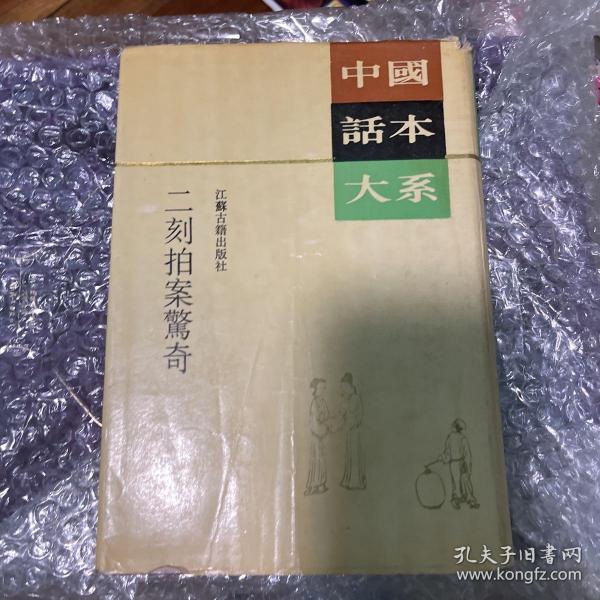 中國
話本
大系
江蘇古籍出版社
二刻拍案驚奇
孔夫子旧书网
www.kongfz.com